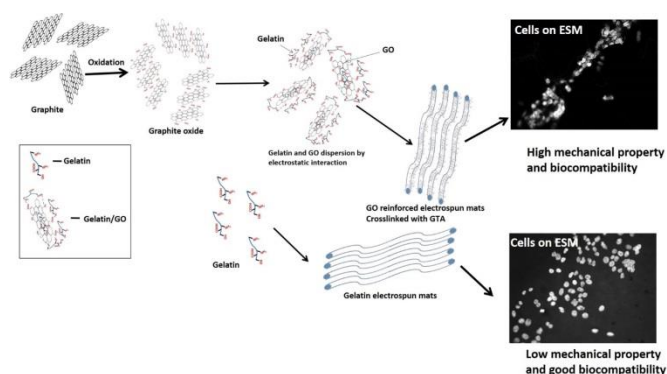 Oxidation
Graphite
Graphite oxide
Gelatin
GO
Gelatin and GO dispersion by
electrostatic interaction
GO reinforced electrospun mats
Crosslinked with GTA
Cells on ESM
High mechanical property
and biocompatibility
Gelatin
Gelatin/GO
Gelatin
Gelatin electrospun mats
Cells on ESM
Low mechanical property
and good biocompatibility